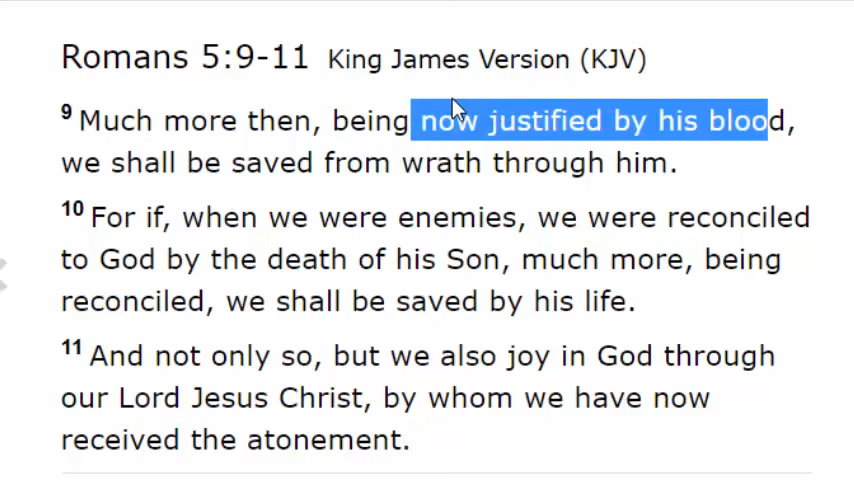 Romans 5:9-11 King James Version (KJV)
9 Much more then, being now justified by his blood,
we shall be saved from wrath through him.
10 For if, when we were enemies, we were reconciled
to God by the death of his Son, much more, being
reconciled, we shall be saved by his life.
11 And not only so, but we also joy in God through
our Lord Jesus Christ, by whom we have now
received the atonement.